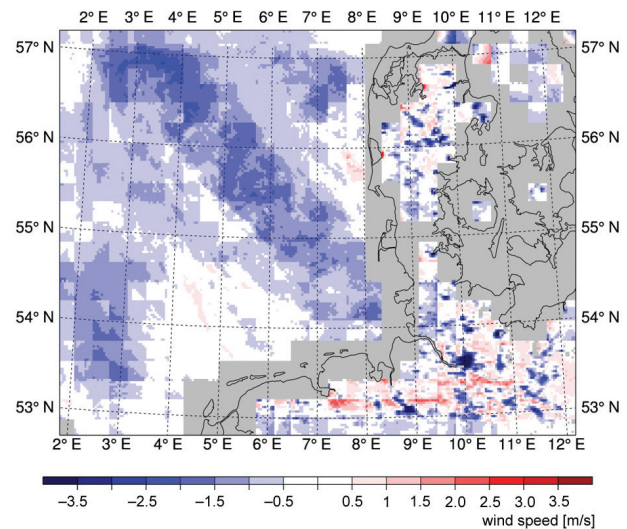 2° E 3° E 4° E 5° E 6° E 7° E 8° E 9° E 10° E 11° E 12° E
57° N 57° N
56° N 56° N
55° N 55° N
54° N 54° N
53° N 53° N
2° E 3° E 4° E 5° E 6° E 7° E 8° E 9° E 10° E 11° E 12° E
−3.5 −2.5 −1.5 −0.5 0.5 1 2.0 2.5 3.0 3.5
wind speed [m/s]